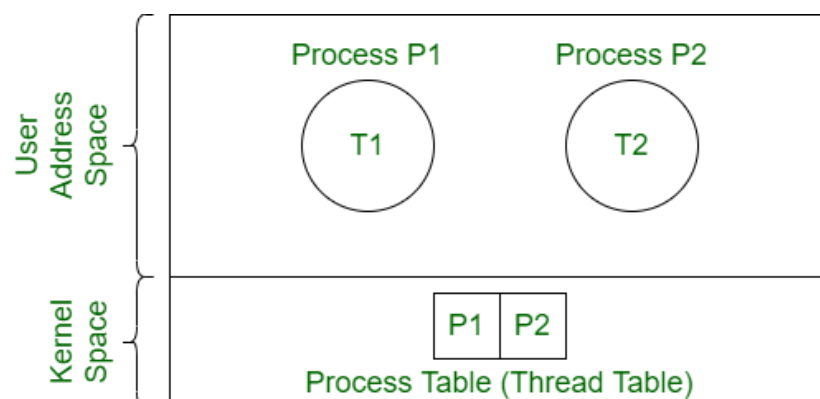 Process P1
Process P2
T1
T2
User
Address
Space
P1
P2
Kernel
Space
Process Table (Thread Table)